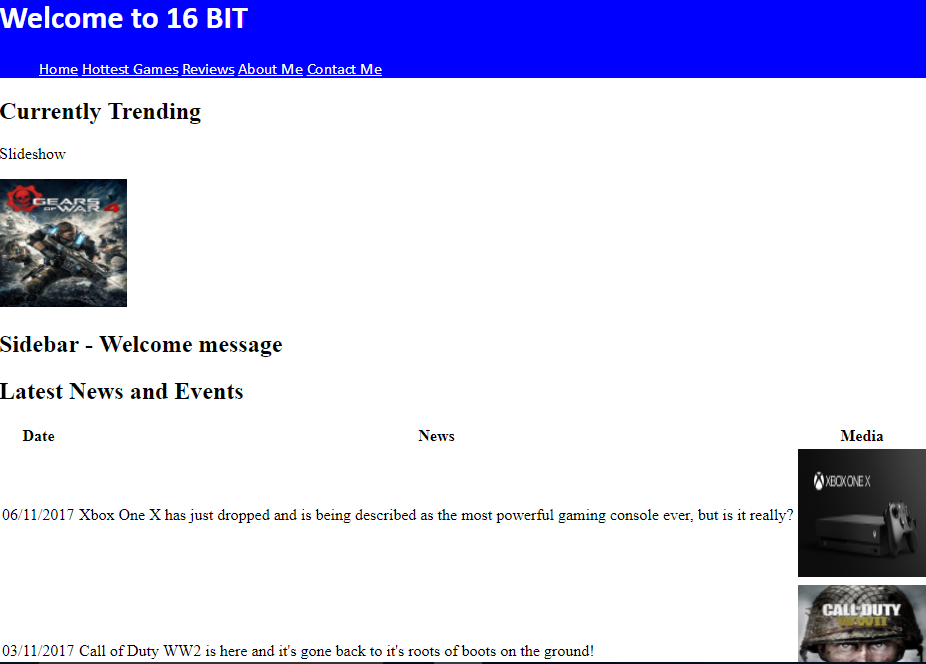 Welcome to 16 BIT
Home Hottest Games Reviews About Me Contact Me
Currently Trending
Slideshow
GEARS
OF WAR 4
Sidebar - Welcome message
Latest News and Events
Date News Media
XBOX ONE X
06/11/2017 Xbox One X has just dropped and is being described as the most powerful gaming console ever, but is it really?
CALL OF DUTY
WWII
03/11/2017 Call of Duty WW2 is here and it's gone back to it's roots of boots on the ground!